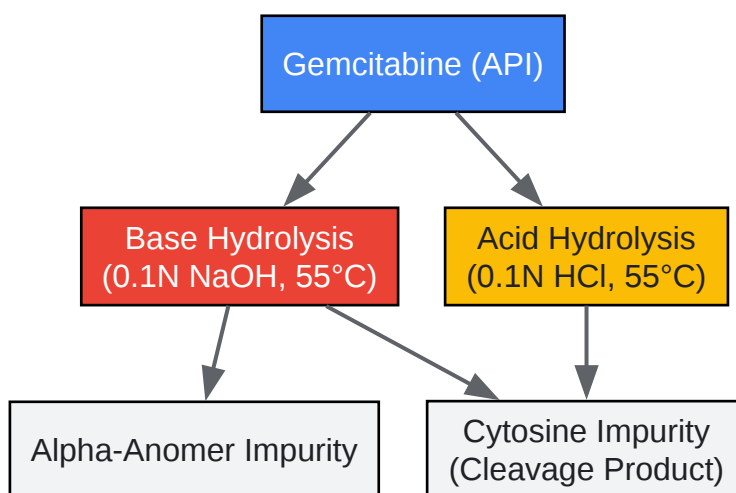 Gemcitabine (API)
Base Hydrolysis
(0.1N NaOH, 55°C)
Acid Hydrolysis
(0.1N HCl, 55°C)
Alpha-Anomer Impurity
Cytosine Impurity
(Cleavage Product)